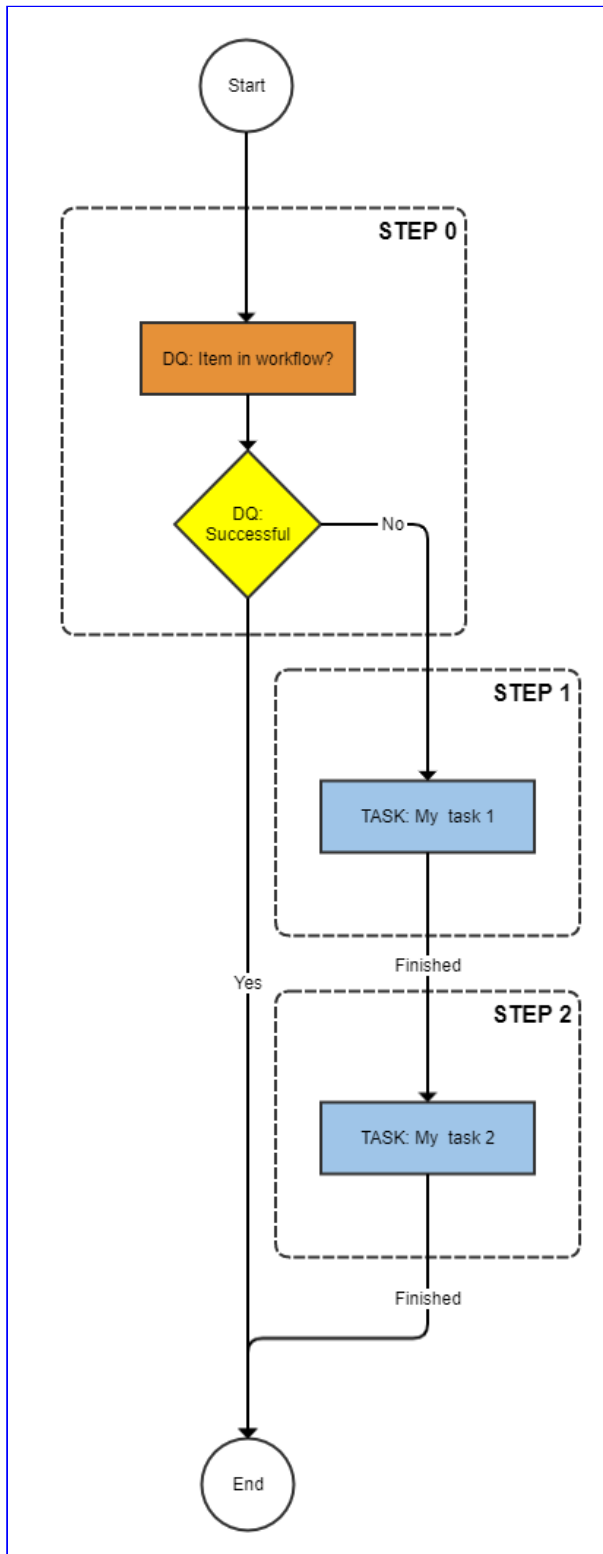 Start
STEP 0
DQ: Item in workflow?
DQ:
Successful
No
STEP 1
TASK: My  task 1
Finished
Yes
STEP 2
TASK: My  task 2
Finished
End